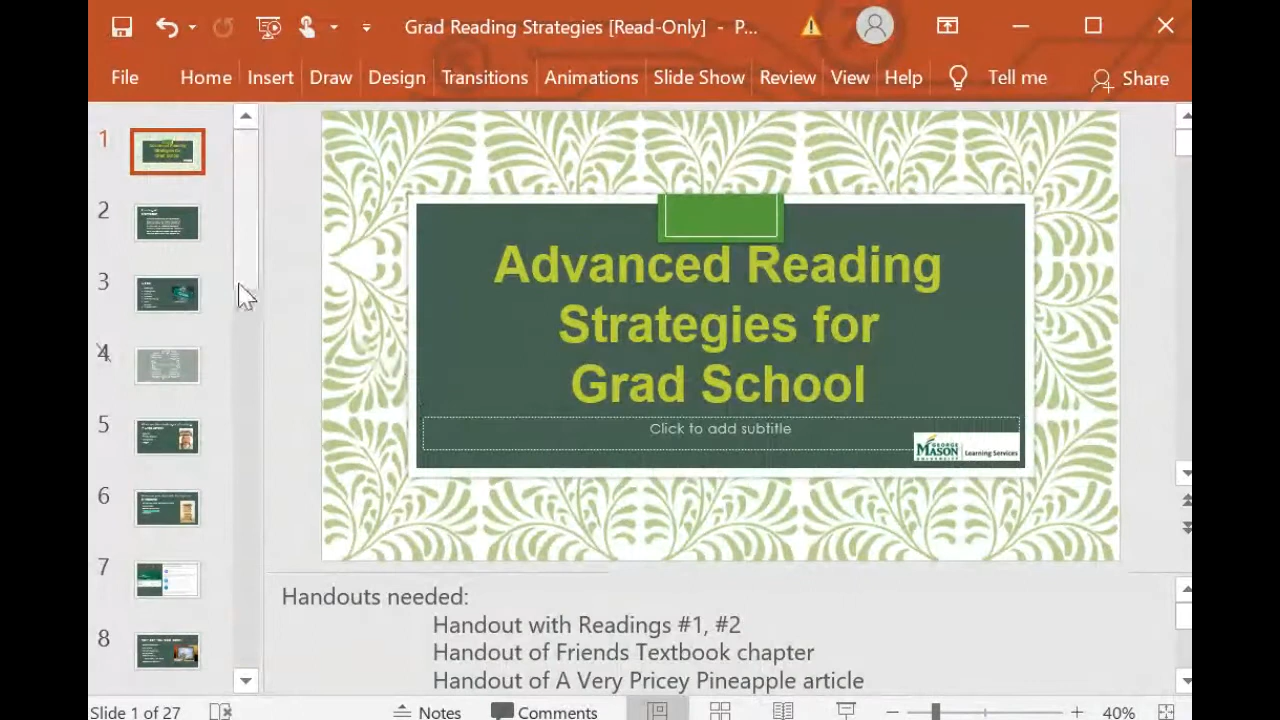 Grad Reading Strategies [Read-Only] - P...
File Home Insert Draw Design Transitions Animations Slide Show Review View Help Tell me Share
1
2
3
4
5
6
7
8
Advanced Reading
Strategies for
Grad School
Click to add subtitle
GEORGE
MASON
UNIVERSITY
Learning Services
Handouts needed:
Handout with Readings #1, #2
Handout of Friends Textbook chapter
Handout of A Very Pricey Pineapple article
Slide 1 of 27 Notes Comments 40%